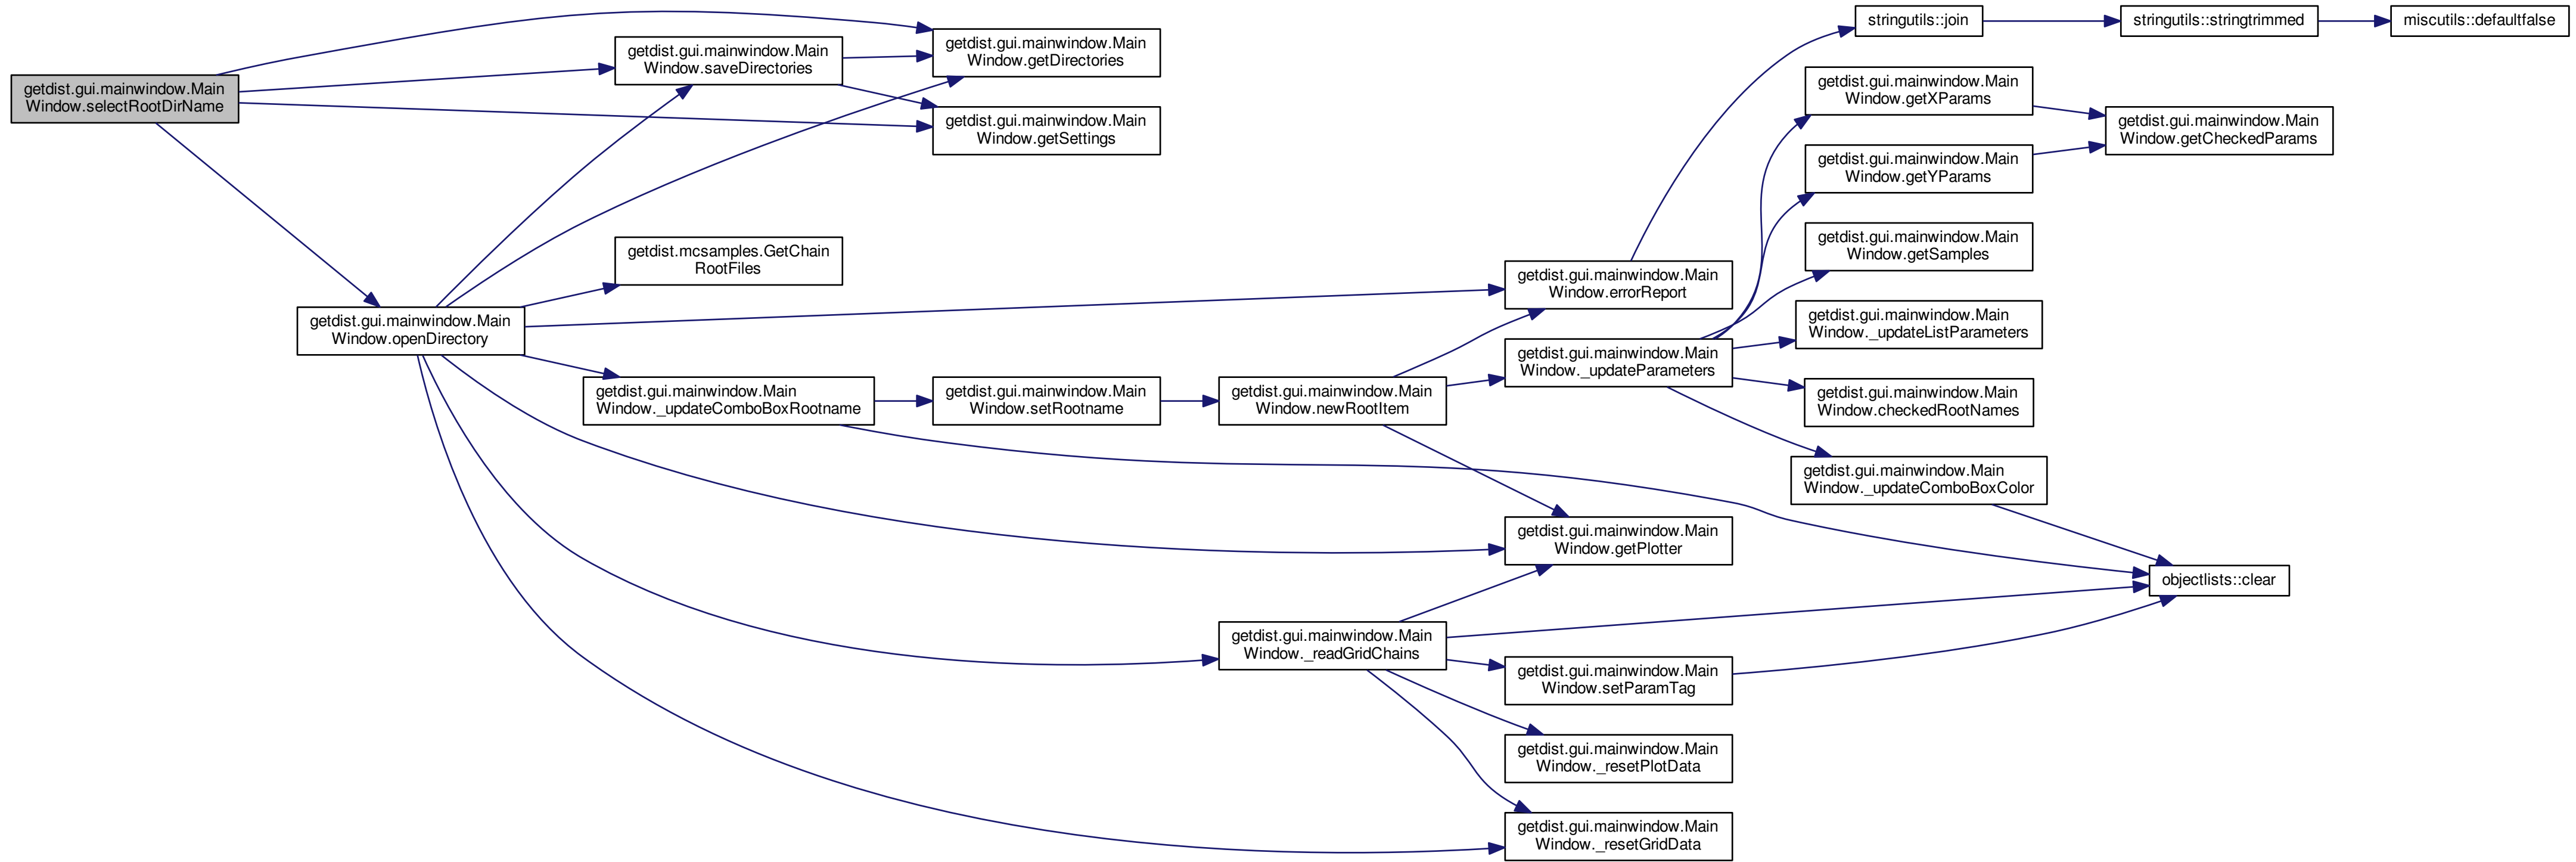 getdist.gui.mainwindow.Main
Window.selectRootDirName
getdist.gui.mainwindow.Main
Window.openDirectory
getdist.gui.mainwindow.Main
Window.saveDirectories
getdist.mcsamples.GetChain
RootFiles
getdist.gui.mainwindow.Main
Window._updateComboBoxRootname
getdist.gui.mainwindow.Main
Window.getDirectories
getdist.gui.mainwindow.Main
Window.getSettings
getdist.gui.mainwindow.Main
Window.setRootname
getdist.gui.mainwindow.Main
Window.newRootItem
getdist.gui.mainwindow.Main
Window._readGridChains
getdist.gui.mainwindow.Main
Window.errorReport
getdist.gui.mainwindow.Main
Window._updateParameters
getdist.gui.mainwindow.Main
Window.getPlotter
getdist.gui.mainwindow.Main
Window.setParamTag
getdist.gui.mainwindow.Main
Window._resetPlotData
getdist.gui.mainwindow.Main
Window._resetGridData
stringutils::join
getdist.gui.mainwindow.Main
Window.getXParams
getdist.gui.mainwindow.Main
Window.getYParams
getdist.gui.mainwindow.Main
Window.getSamples
getdist.gui.mainwindow.Main
Window._updateListParameters
getdist.gui.mainwindow.Main
Window.checkedRootNames
getdist.gui.mainwindow.Main
Window._updateComboBoxColor
stringutils::stringtrimmed
getdist.gui.mainwindow.Main
Window.getCheckedParams
objectlists::clear
miscutils::defaultfalse